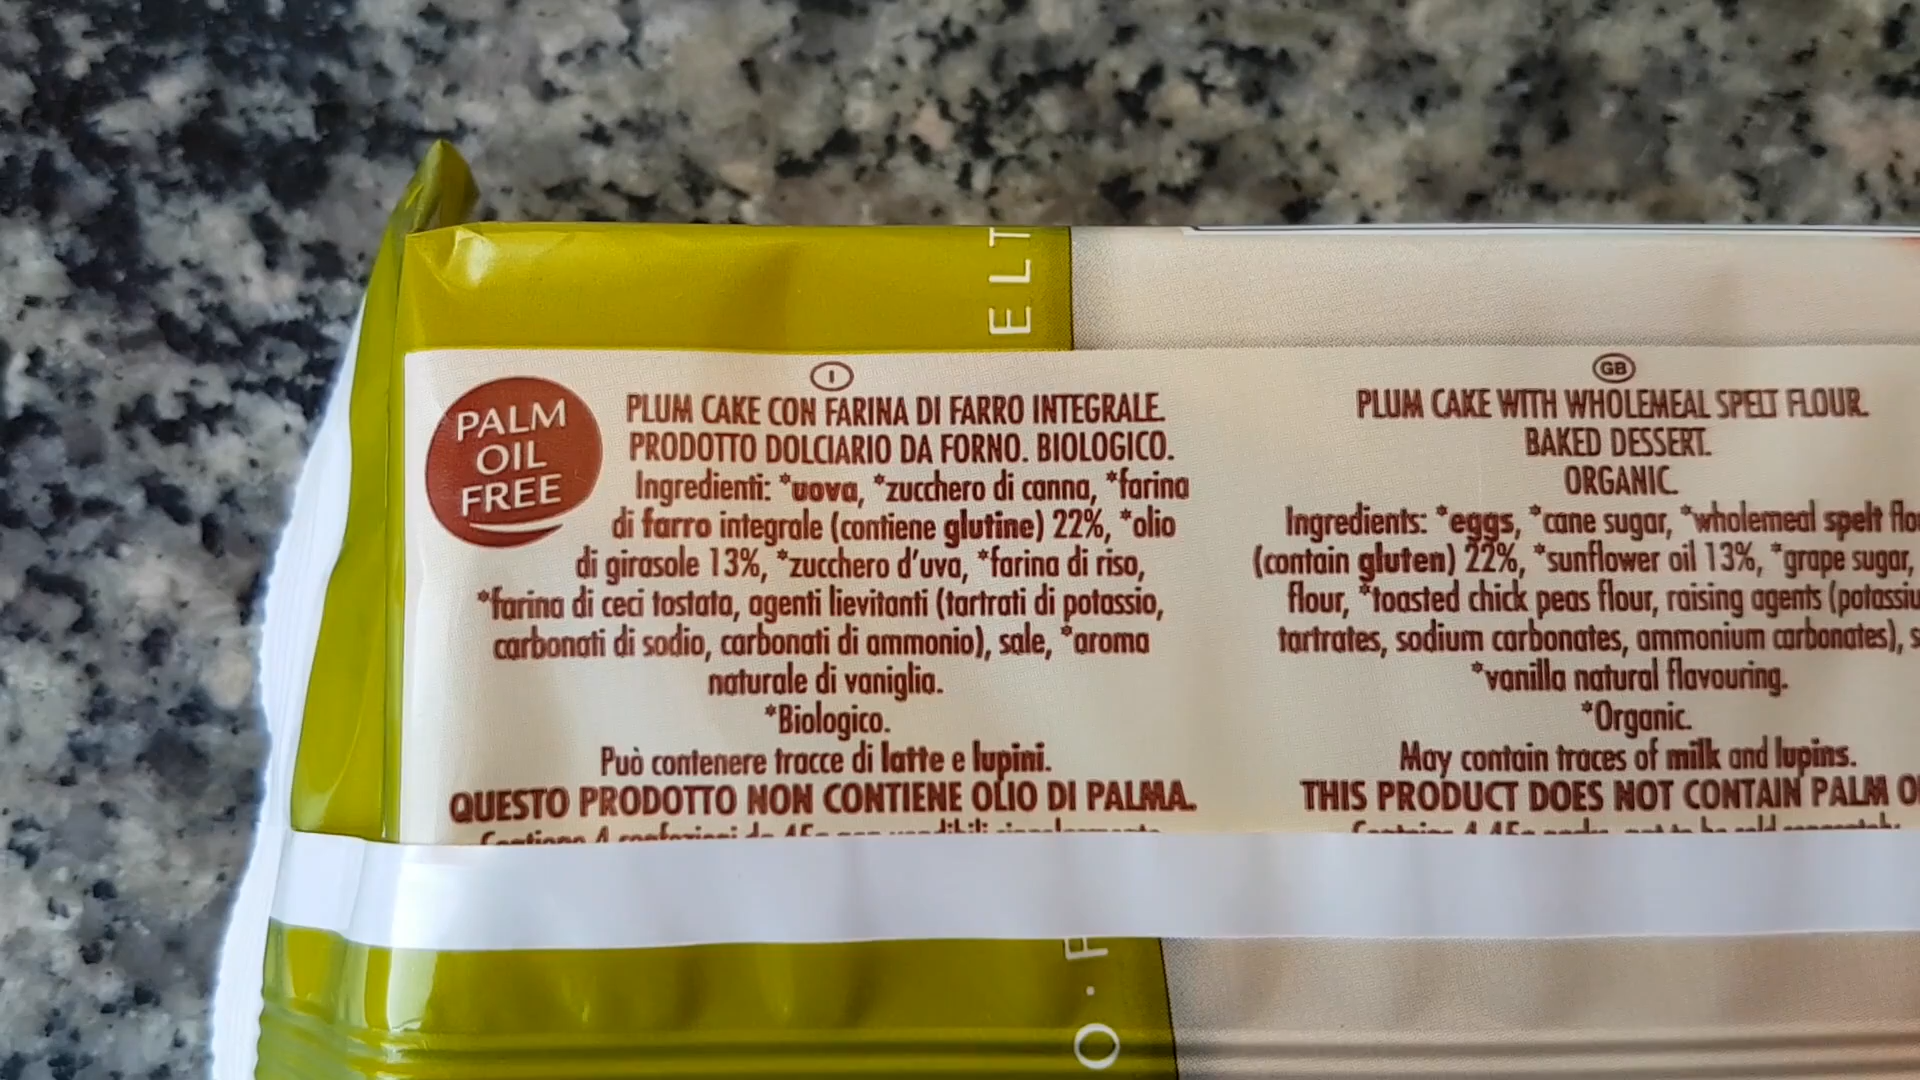 ELT
PALM
OIL
FREE
I
PLUM CAKE CON FARINA DI FARRO INTEGRALE.
PRODOTTO DOLCIARIO DA FORNO. BIOLOGICO.
Ingredienti: *uova, *zucchero di canna, *farina
di farro integrale (contiene glutine) 22%, *olio
di girasole 13%, *zucchero d'uva, *farina di riso,
*farina di ceci tostata, agenti lievitanti (tartrati di potassio,
carbonati di sodio, carbonati di ammonio), sale, *aroma
naturale di vaniglia.
*Biologico.
Può contenere tracce di latte e lupini.
QUESTO PRODOTTO NON CONTIENE OLIO DI PALMA.
GB
PLUM CAKE WITH WHOLEMEAL SPELT FLOUR.
BAKED DESSERT.
ORGANIC.
Ingredients: *eggs, *cane sugar, *wholemeal spelt
(contain gluten) 22%, *sunflower oil 13%, *grape sugar,
flour, *toasted chick peas flour, raising agents
tartrates, sodium carbonates, ammonium carbonates),
*vanilla natural flavouring.
*Organic.
May contain traces of milk and lupins.
THIS PRODUCT DOES NOT CONTAIN PALM